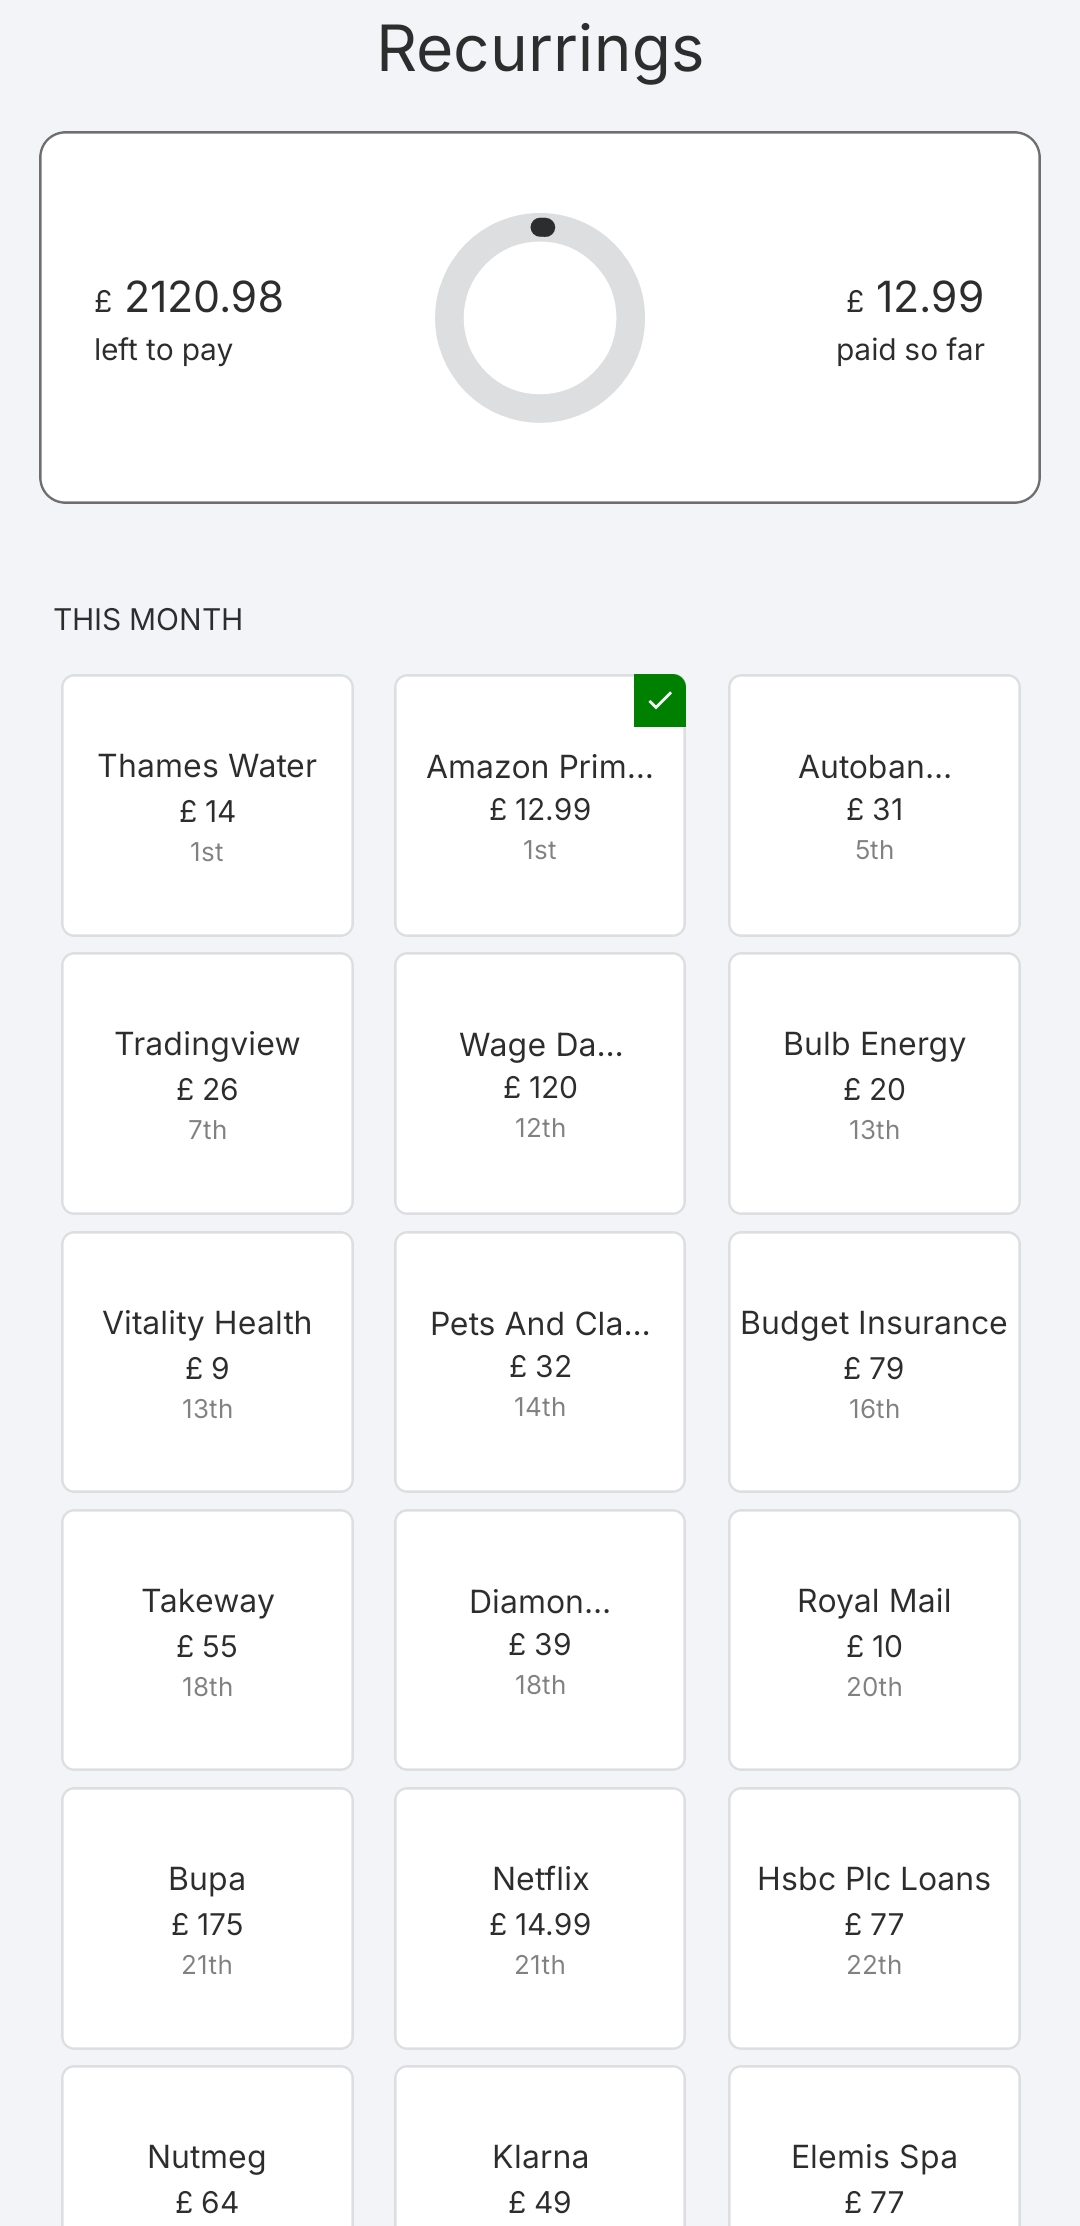 Recurrings
£ 2120.98
left to pay
£ 12.99
paid so far
THIS MONTH
Thames Water
£ 14
1st
Amazon Prim...
£ 12.99
1st
Autoban...
£ 31
5th
Tradingview
£ 26
7th
Wage Da...
£ 120
12th
Bulb Energy
£ 20
13th
Vitality Health
£ 9
13th
Pets And Cla...
£ 32
14th
Budget Insurance
£ 79
16th
Takeway
£ 55
18th
Diamon...
£ 39
18th
Royal Mail
£ 10
20th
Bupa
£ 175
21th
Netflix
£ 14.99
21th
Hsbc Plc Loans
£ 77
22th
Nutmeg
£ 64
Klarna
£ 49
Elemis Spa
£ 77